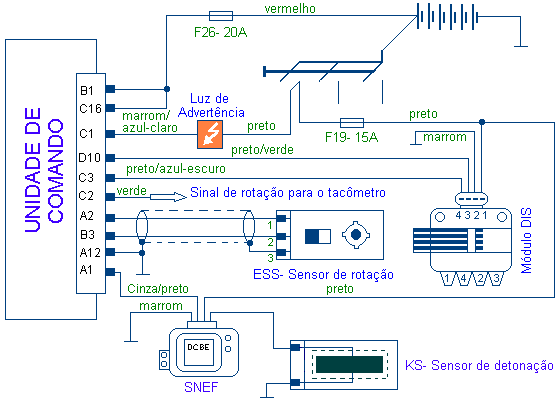 vermelho
F26- 20A
B1
C16
marrom/
azul-claro
Luz de
Advertência
C1
preto
F19- 15A
preto
marrom
UNIDADE DE
COMANDO
D10
preto/verde
C3
preto/azul-escuro
C2
verde
Sinal de rotação para o tacômetro
A2
B3
A12
A1
1
2
3
ESS- Sensor de rotação
4 3 2 1
1 4 2 3
Módulo DIS
Cinza/preto
preto
marrom
DCBE
SNEF
KS- Sensor de detonação